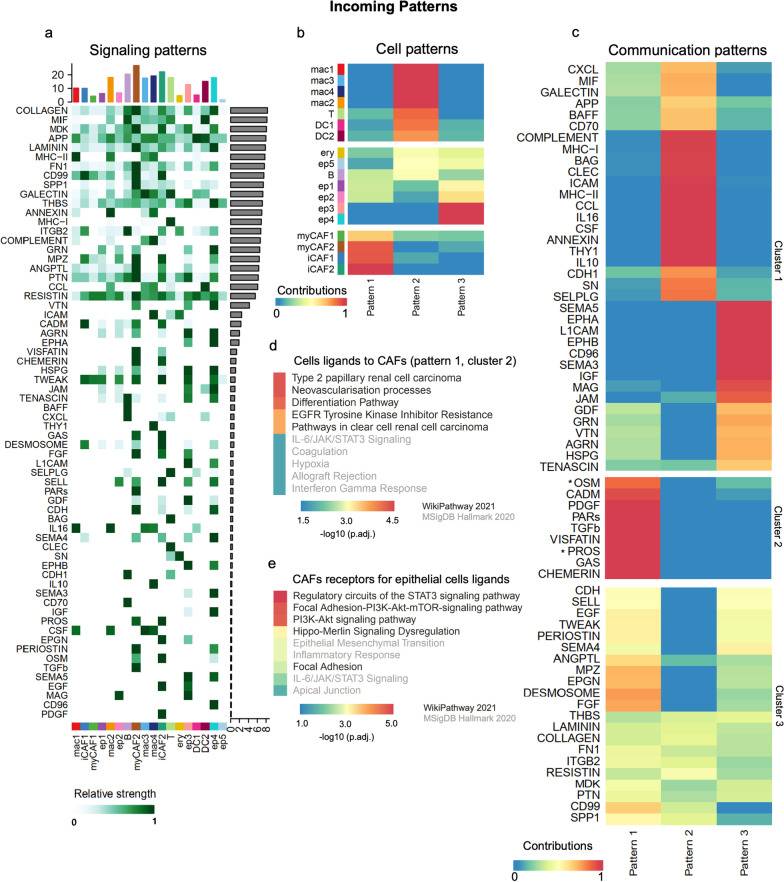 Incoming Patterns
a
Signaling patterns
20
10
0
COLLAGEN
MIF
MDK
APP
LAMININ
MHC-II
FN1
CD99
SPP1
GALECTIN
THBS
ANNEXIN
MHC-I
ITGB2
COMPLEMENT
GRN
MPZ
ANGPTL
PTN
CCL
RESISTIN
VTN
ICAM
CADM
AGRN
EPHA
VISFATIN
CHEMERIN
HSPG
TWEAK
JAM
TENASCIN
BAFF
CXCL
THY1
GAS
DESMOSOME
FGF
L1CAM
SELPLG
SELL
PARs
GDF
CDH
BAG
IL16
SEMA4
CLEC
SN
EPHB
CDH1
IL10
SEMA3
CD70
IGF
PROS
CSF
EPGN
PERIOSTIN
OSM
TGFb
SEMA5
EGF
MAG
CD96
PDGF
mac1
iCAF1
myCAF1
ep1
mac2
ep2
B
myCAF2
mac3
mac4
iCAF2
T
ery
ep3
DC1
DC2
ep4
ep5
0
2
4
6
8
Relative strength
0 1
b
Cell patterns
mac1
mac3
mac4
mac2
T
DC1
DC2
ery
ep5
B
ep1
ep2
ep3
ep4
myCAF1
myCAF2
iCAF1
iCAF2
Pattern 1
Pattern 2
Pattern 3
Contributions
0 1
d
Cells ligands to CAFs (pattern 1, cluster 2)
Type 2 papillary renal cell carcinoma
Neovascularisation processes
Differentiation Pathway
EGFR Tyrosine Kinase Inhibitor Resistance
Pathways in clear cell renal cell carcinoma
IL-6/JAK/STAT3 Signaling
Coagulation
Hypoxia
Allograft Rejection
Interferon Gamma Response
1.5 3.0 4.5
-log10 (p.adj.)
WikiPathway 2021
MSigDB Hallmark 2020
e
CAFs receptors for epithelial cells ligands
Regulatory circuits of the STAT3 signaling pathway
Focal Adhesion-PI3K-Akt-mTOR-signaling pathway
PI3K-Akt signaling pathway
Hippo-Merlin Signaling Dysregulation
Epithelial Mesenchymal Transition
Inflammatory Response
Focal Adhesion
IL-6/JAK/STAT3 Signaling
Apical Junction
1.0 3.0 5.0
-log10 (p.adj.)
WikiPathway 2021
MSigDB Hallmark 2020
c
Communication patterns
CXCL
MIF
GALECTIN
APP
BAFF
CD70
COMPLEMENT
MHC-I
BAG
CLEC
ICAM
MHC-II
CCL
IL16
CSF
ANNEXIN
THY1
IL10
CDH1
SN
SELPLG
SEMA5
EPHA
L1CAM
EPHB
CD96
SEMA3
IGF
MAG
JAM
GDF
GRN
VTN
AGRN
HSPG
TENASCIN
Cluster 1
*OSM
CADM
PDGF
PARs
TGFb
VISFATIN
*PROS
GAS
CHEMERIN
Cluster 2
CDH
SELL
EGF
TWEAK
PERIOSTIN
SEMA4
ANGPTL
MPZ
EPGN
DESMOSOME
FGF
THBS
LAMININ
COLLAGEN
FN1
ITGB2
RESISTIN
MDK
PTN
CD99
SPP1
Cluster 3
Pattern 1
Pattern 2
Pattern 3
Contributions
0 1